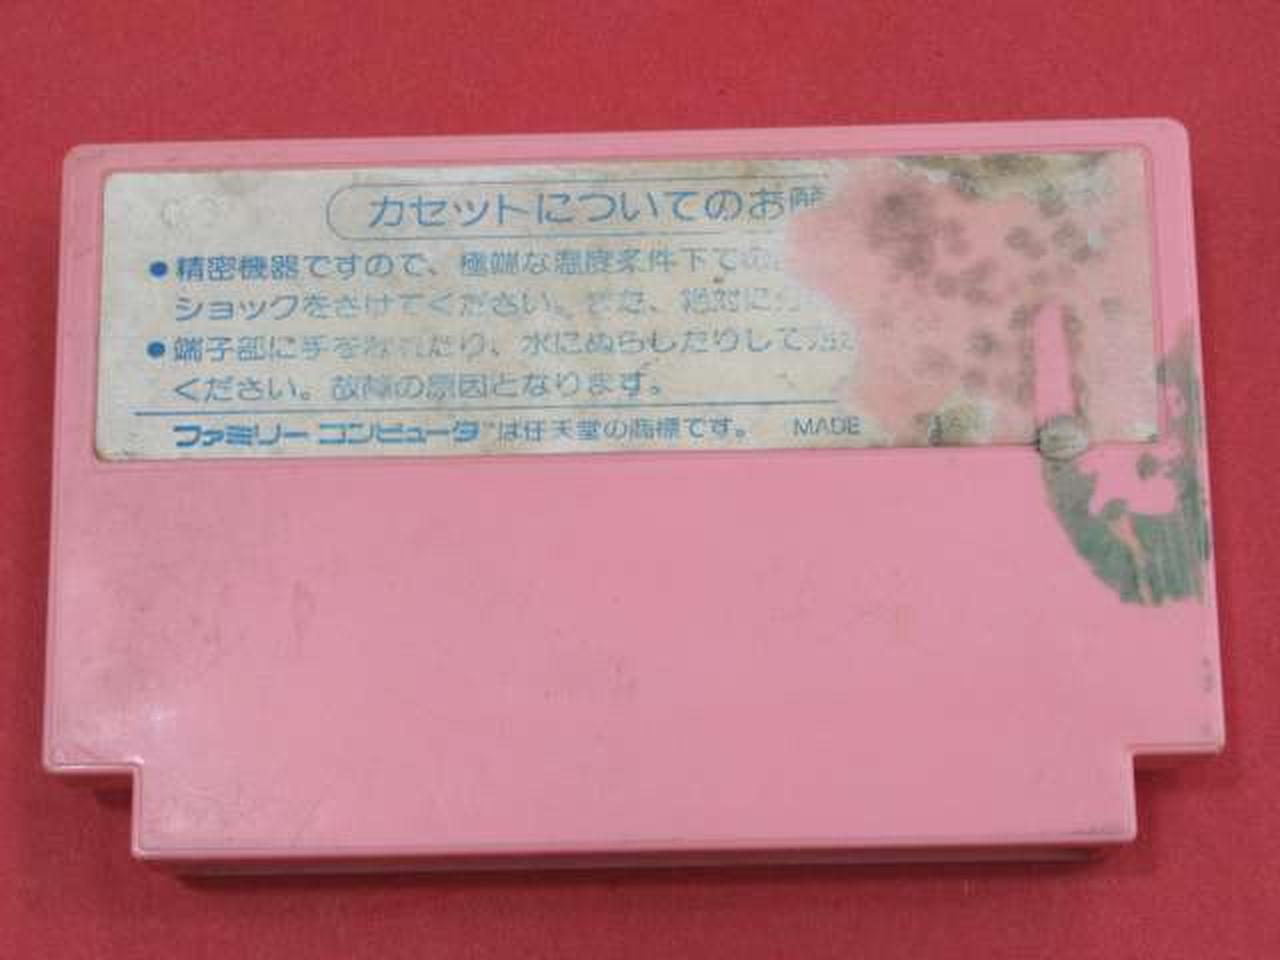 カセットについてのお願
●精密機器ですので、極端な温度条件下での
ショックをさけてください。また、絶対に
●端子部に手をふれたり、水にぬらしたりして
ください。故障の原因となります。
ファミリーコンピュータ™は任天堂の商標です。 MADE